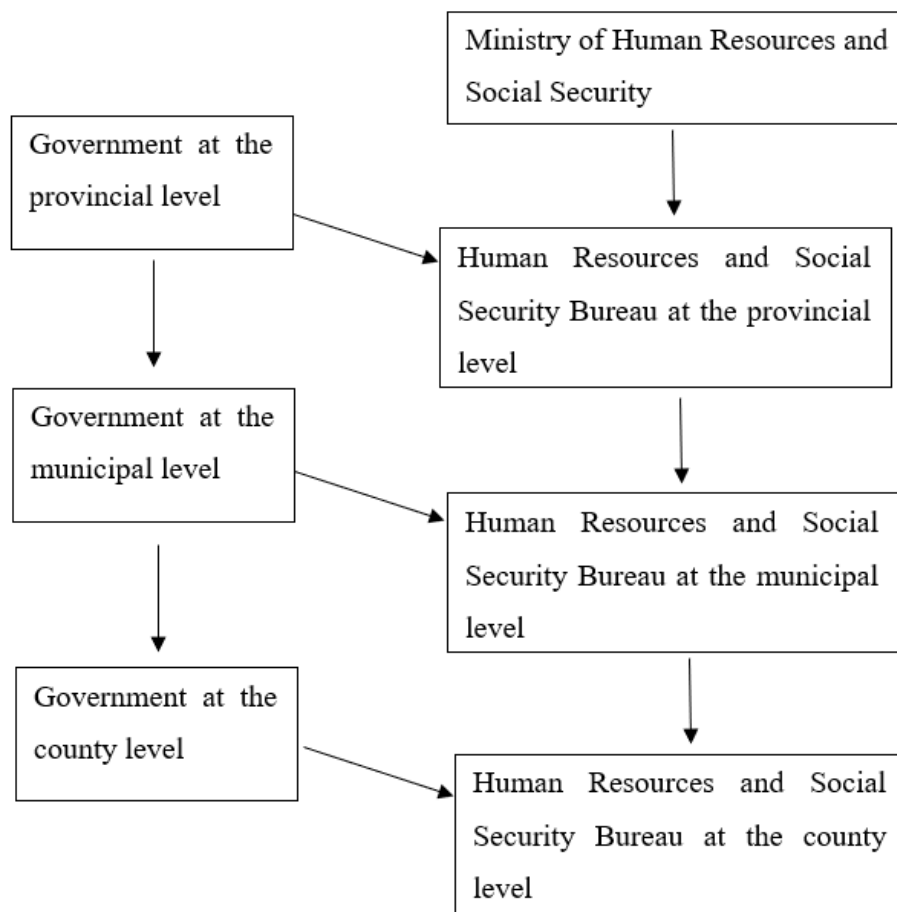 Ministry of Human Resources and
Social Security
Government at the
provincial level
Human Resources and Social
Security Bureau at the provincial
level
Government at the
municipal level
Human Resources and Social
Security Bureau at the municipal
level
Government at the
county level
Human Resources and Social
Security Bureau at the county
level